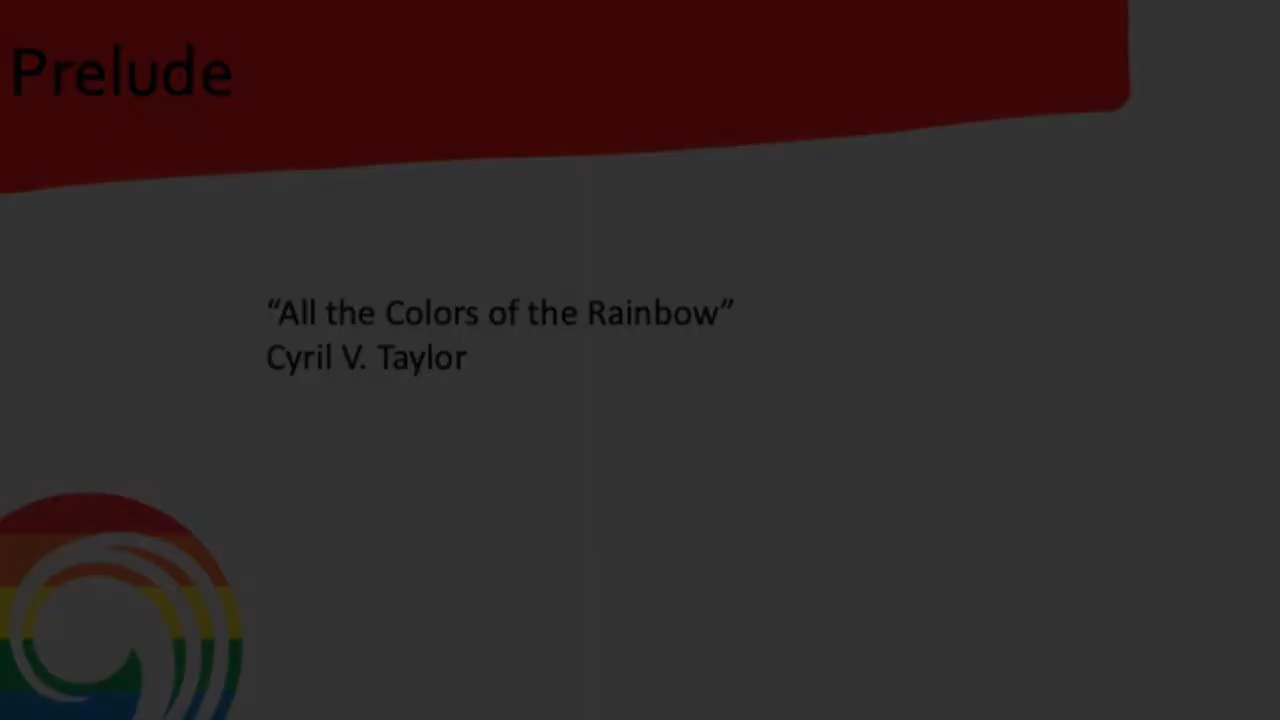 Prelude
“All the Colors of the Rainbow”
Cyril V. Taylor